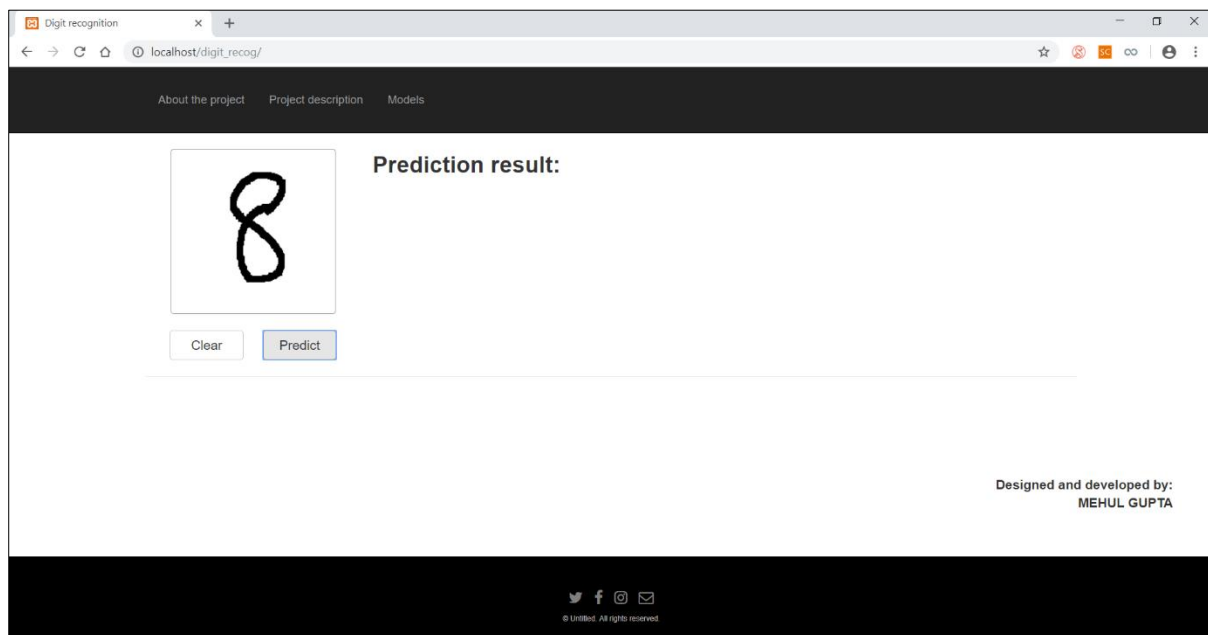 Digit recognition
localhost/digit_recog/
SC
About the project Project description Models
8
Prediction result:
Clear Predict
Designed and developed by:
MEHUL GUPTA
© Untitled. All rights reserved.